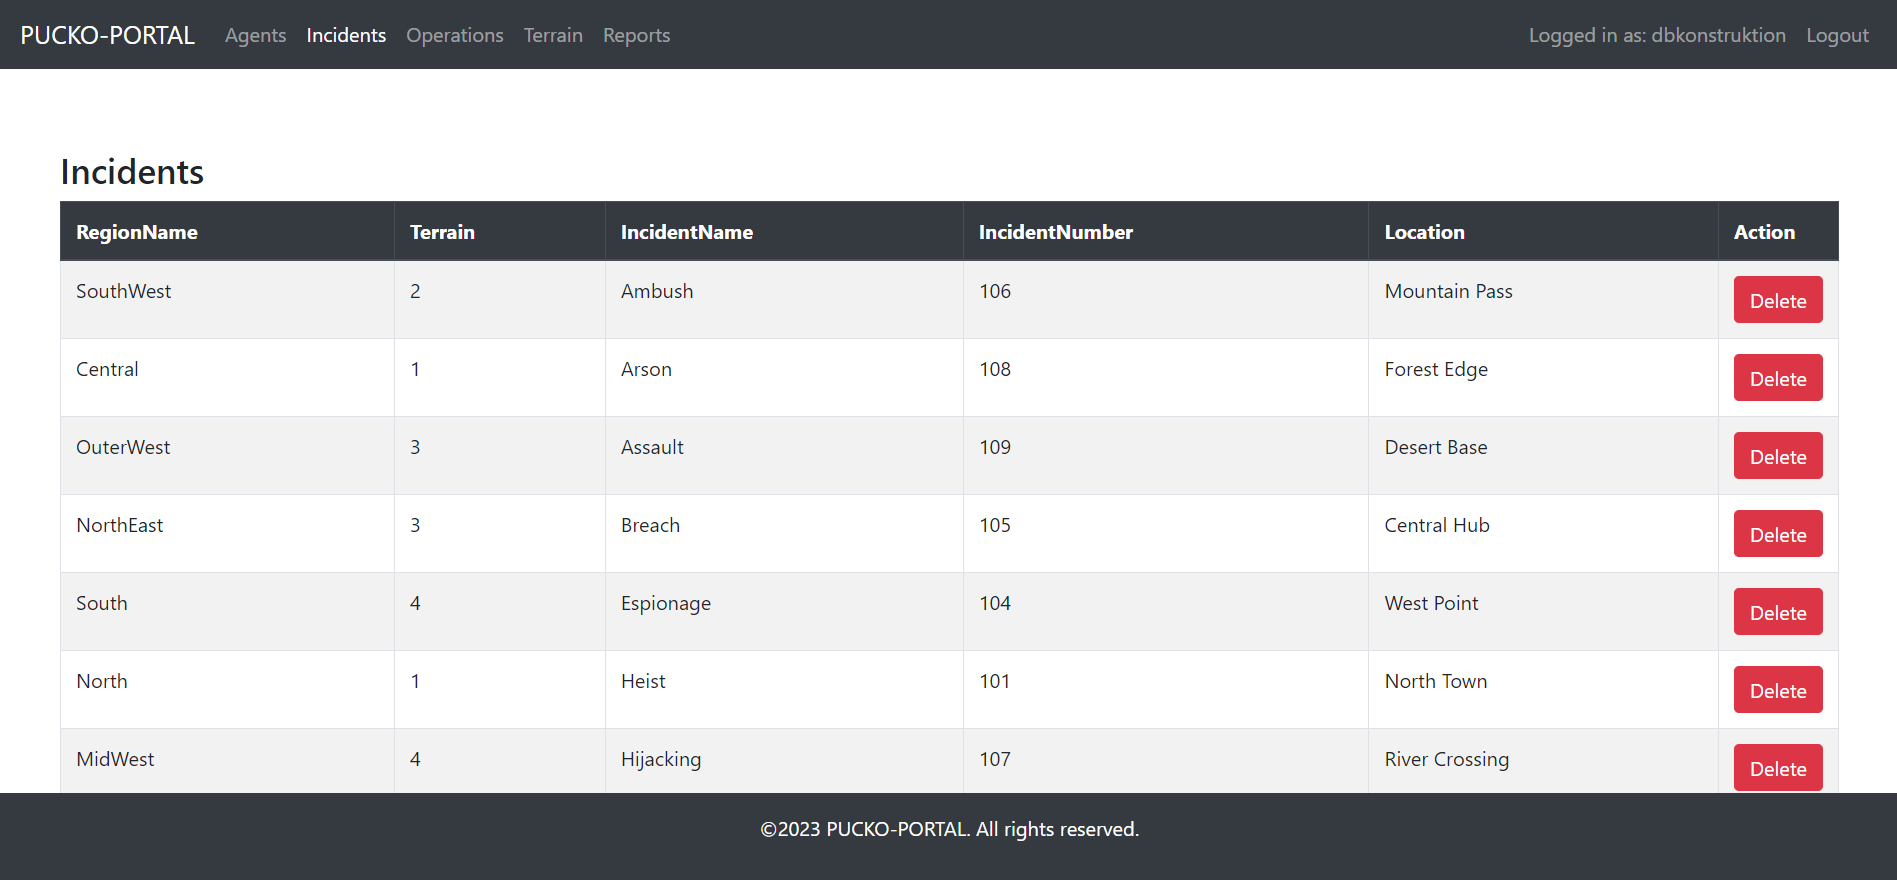 PUCKO-PORTAL Agents Incidents Operations Terrain Reports Logged in as: dbkonstruktion Logout
Incidents
RegionName Terrain IncidentName IncidentNumber Location Action
SouthWest 2 Ambush 106 Mountain Pass Delete
Central 1 Arson 108 Forest Edge Delete
OuterWest 3 Assault 109 Desert Base Delete
NorthEast 3 Breach 105 Central Hub Delete
South 4 Espionage 104 West Point Delete
North 1 Heist 101 North Town Delete
MidWest 4 Hijacking 107 River Crossing Delete
©2023 PUCKO-PORTAL. All rights reserved.